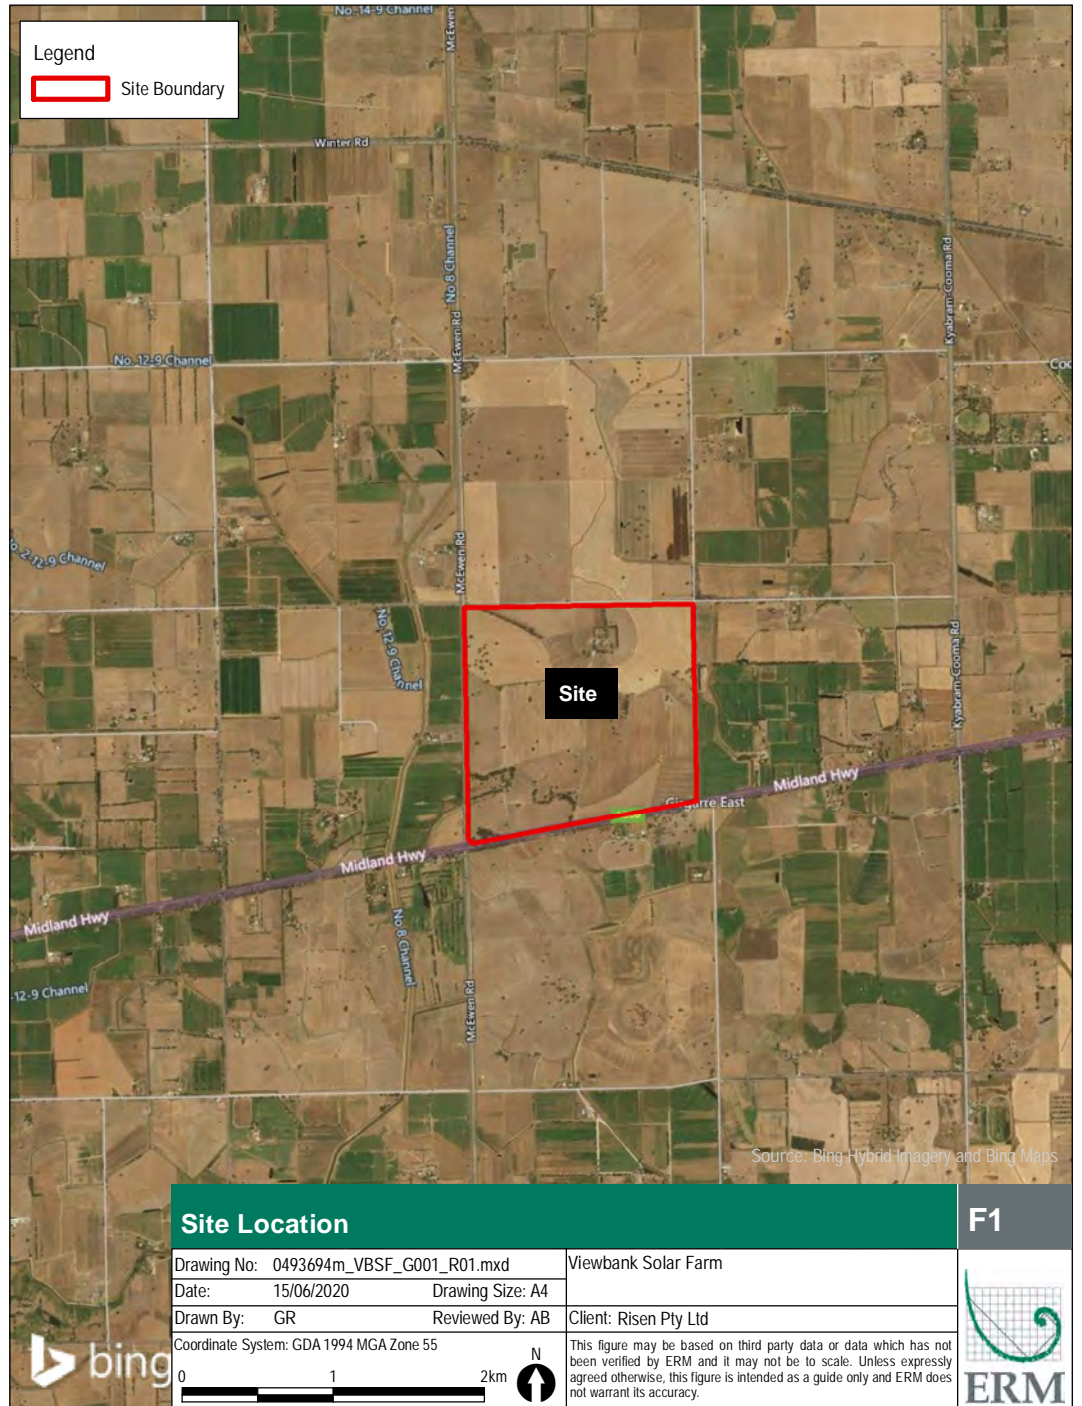 No. 14-9 Channel
McEwen
Legend
Site Boundary
Winter Rd
No 8 Channel
McEwen Rd
Kyabram-Cooma Rd
No. 12-9 Channel
Coo
McEwen Rd
o. 2-12-9 Channel
No. 12-9 Channel
Kyabram-Cooma Rd
Site
Midland Hwy
Girgarre East
Midland Hwy
Midland Hwy
No 8 Channel
-12-9 Channel
McEwen Rd
Source: Bing Hybrid Imagery and Bing Maps
Site Location
F1
Drawing No: 0493694m_VBSF_G001_R01.mxd
Viewbank Solar Farm
Date: 15/06/2020 Drawing Size: A4
Drawn By: GR Reviewed By: AB
Client: Risen Pty Ltd
Coordinate System: GDA 1994 MGA Zone 55
N
0 1 2km
This figure may be based on third party data or data which has not
been verified by ERM and it may not be to scale. Unless expressly
agreed otherwise, this figure is intended as a guide only and ERM does
not warrant its accuracy.
bing
ERM